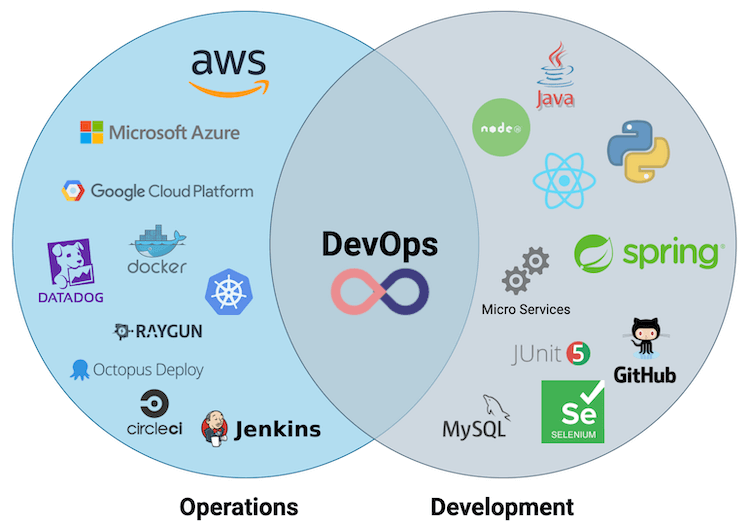 aws
Microsoft Azure
Google Cloud Platform
docker
DATADOG
RAYGUN
Octopus Deploy
circleci
Jenkins
DevOps
Java
node
spring
Micro Services
JUnit 5
GitHub
MySQL
Se
SELENIUM
Operations
Development